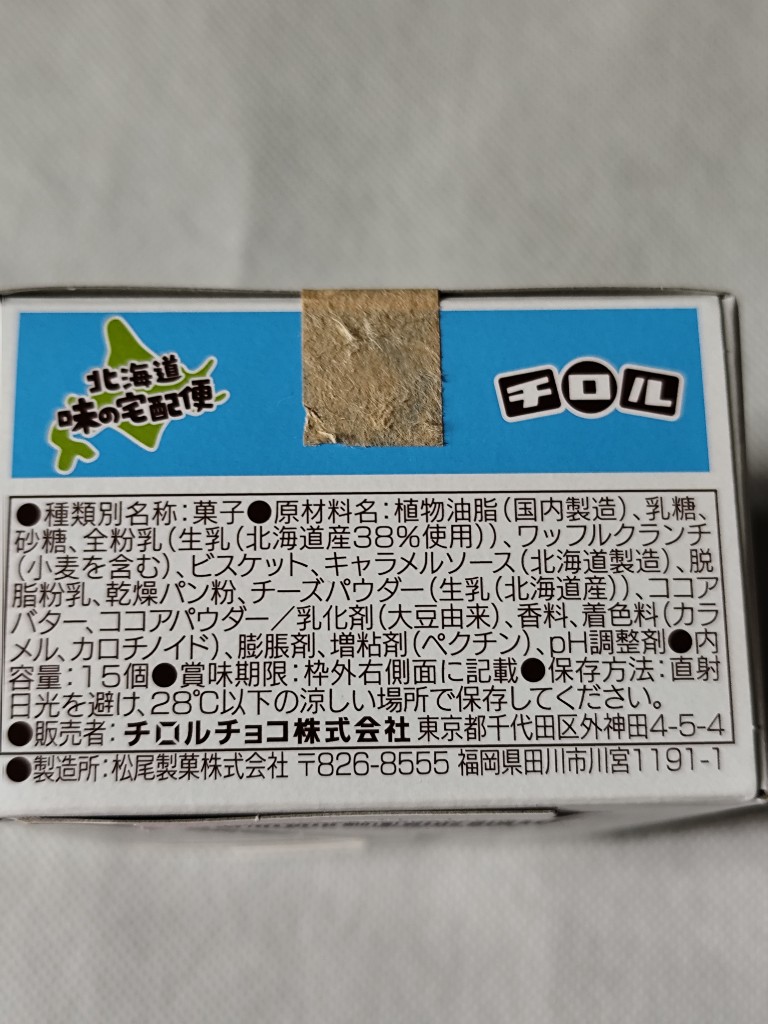 北海道
味の宅配便
チロル
●種類別名称:菓子●原材料名:植物油脂(国内製造)、乳糖、
砂糖、全粉乳(生乳(北海道産38%使用))、ワッフルクランチ
(小麦を含む)、ビスケット、キャラメルソース(北海道製造)、脱
脂粉乳、乾燥パン粉、チーズパウダー(生乳(北海道産))、ココア
バター、ココアパウダー/乳化剤(大豆由来)、香料、着色料(カラ
メル、カロチノイド)、膨脹剤、増粘剤(ペクチン)、pH調整剤●内
容量:15個●賞味期限:枠外右側面に記載●保存方法:直射
日光を避け、28℃以下の涼しい場所で保存してください。
●販売者:チロルチョコ株式会社 東京都千代田区外神田4-5-4
●製造所:松尾製菓株式会社 〒826-8555 福岡県田川市川宮1191-1